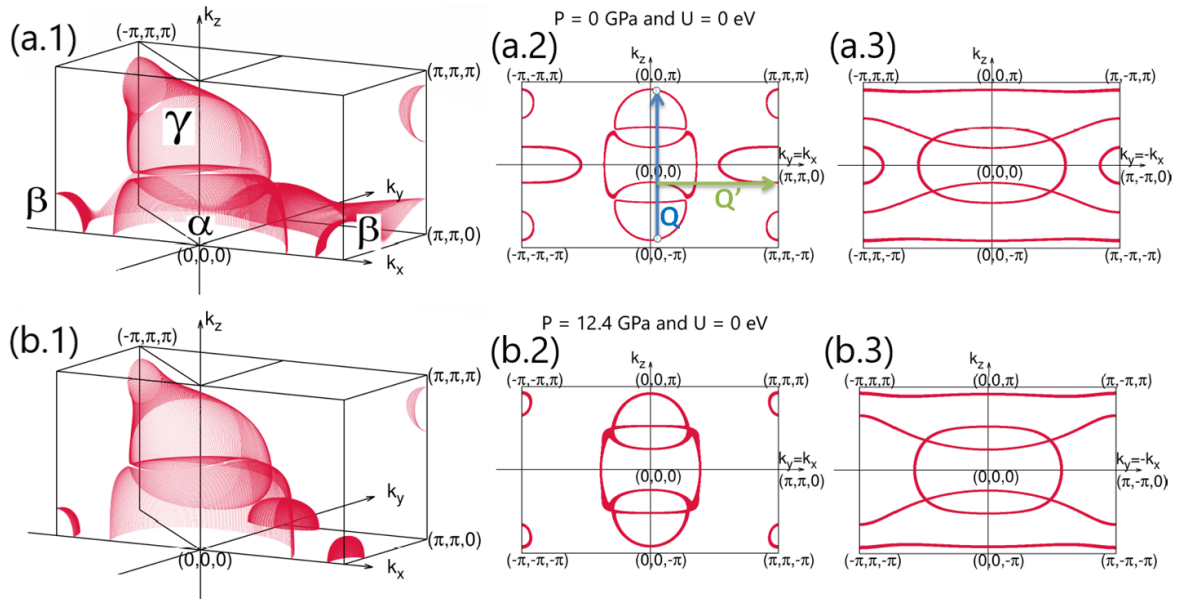 P = 0 GPa and U = 0 eV
(a.1)
(-π,π,π)
k_z
(π,π,π)
γ
β
α
β
k_y
(π,π,0)
(0,0,0)
k_x
(a.2)
k_z
(-π,-π,π)
(0,0,π)
(π,π,π)
k_y=k_x
(0,0,0)
(π,π,0)
Q'
Q
(-π,-π,-π)
(0,0,-π)
(π,π,-π)
(a.3)
k_z
(-π,π,π)
(0,0,π)
(π,-π,π)
k_y=-k_x
(0,0,0)
(π,-π,0)
(-π,π,-π)
(0,0,-π)
(π,-π,-π)
P = 12.4 GPa and U = 0 eV
(b.1)
k_z
(-π,π,π)
(π,π,π)
k_y
(π,π,0)
(0,0,0)
k_x
(b.2)
k_z
(-π,-π,π)
(0,0,π)
(π,π,π)
k_y=k_x
(0,0,0)
(π,π,0)
(-π,-π,-π)
(0,0,-π)
(π,π,-π)
(b.3)
k_z
(-π,π,π)
(0,0,π)
(π,-π,π)
k_y=-k_x
(0,0,0)
(π,-π,0)
(-π,π,-π)
(0,0,-π)
(π,-π,-π)